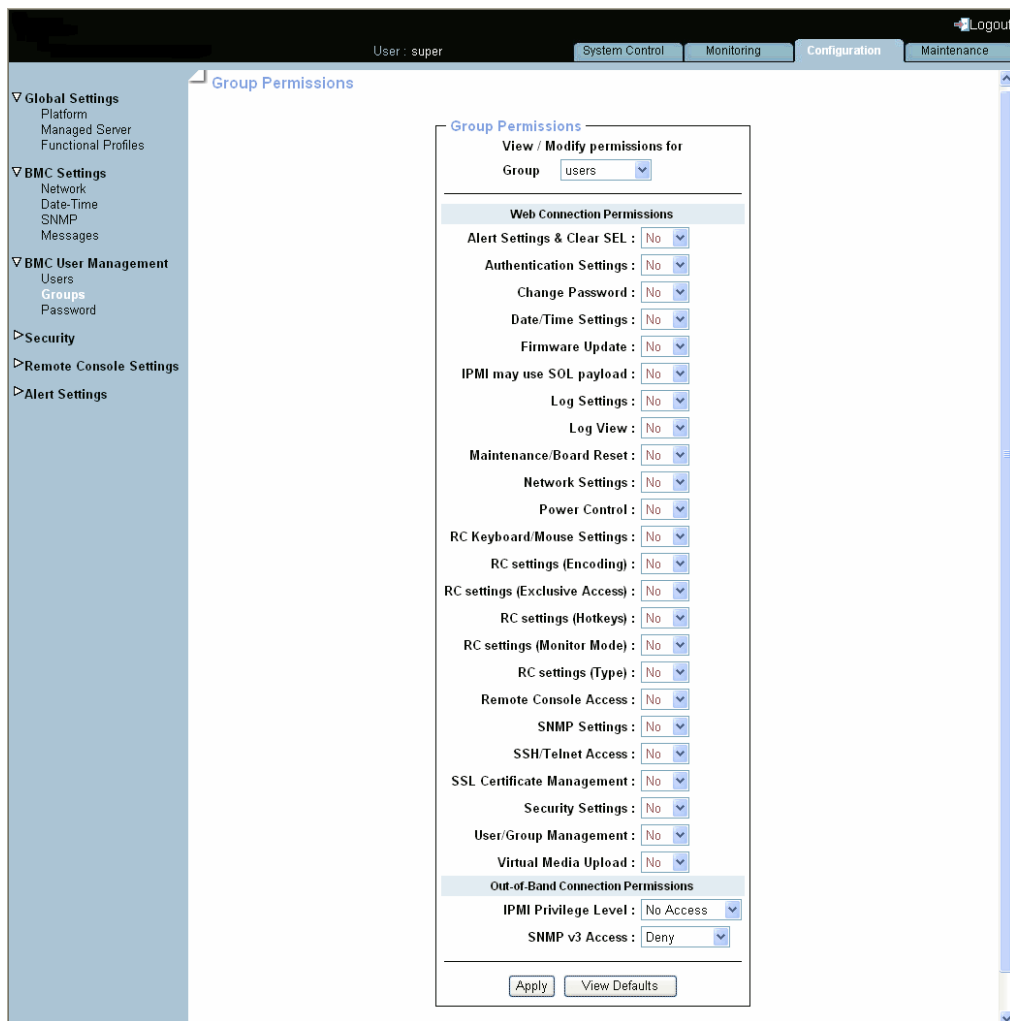 Logout
User : super
System Control
Monitoring
Configuration
Maintenance
Global Settings
Platform
Managed Server
Functional Profiles
BMC Settings
Network
Date-Time
SNMP
Messages
BMC User Management
Users
Groups
Password
Security
Remote Console Settings
Alert Settings
Group Permissions
Group Permissions
View / Modify permissions for
Group users
Web Connection Permissions
Alert Settings & Clear SEL : No
Authentication Settings : No
Change Password : No
Date/Time Settings : No
Firmware Update : No
IPMI may use SOL payload : No
Log Settings : No
Log View : No
Maintenance/Board Reset : No
Network Settings : No
Power Control : No
RC Keyboard/Mouse Settings : No
RC settings (Encoding) : No
RC settings (Exclusive Access) : No
RC settings (Hotkeys) : No
RC settings (Monitor Mode) : No
RC settings (Type) : No
Remote Console Access : No
SNMP Settings : No
SSH/Telnet Access : No
SSL Certificate Management : No
Security Settings : No
User/Group Management : No
Virtual Media Upload : No
Out-of-Band Connection Permissions
IPMI Privilege Level : No Access
SNMP v3 Access : Deny
Apply
View Defaults